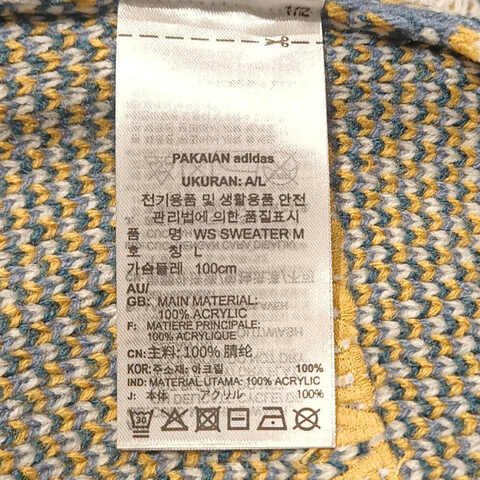 2/11
PAKAIAN adidas
UKURAN: A/L
전기용품 및 생활용품 안전
관리법에 의한 품질표시
품 명 WS SWEATER M
호 칭 L
가슴둘레 100cm
AU/
GB: MAIN MATERIAL:
100% ACRYLIC
F: MATIERE PRINCIPALE:
100% ACRYLIQUE
CN: 主料: 100% 腈纶
KOR: 주소재: 아크릴 100%
IND: MATERIAL UTAMA: 100% ACRYLIC
J: 本体 アクリル 100%
30